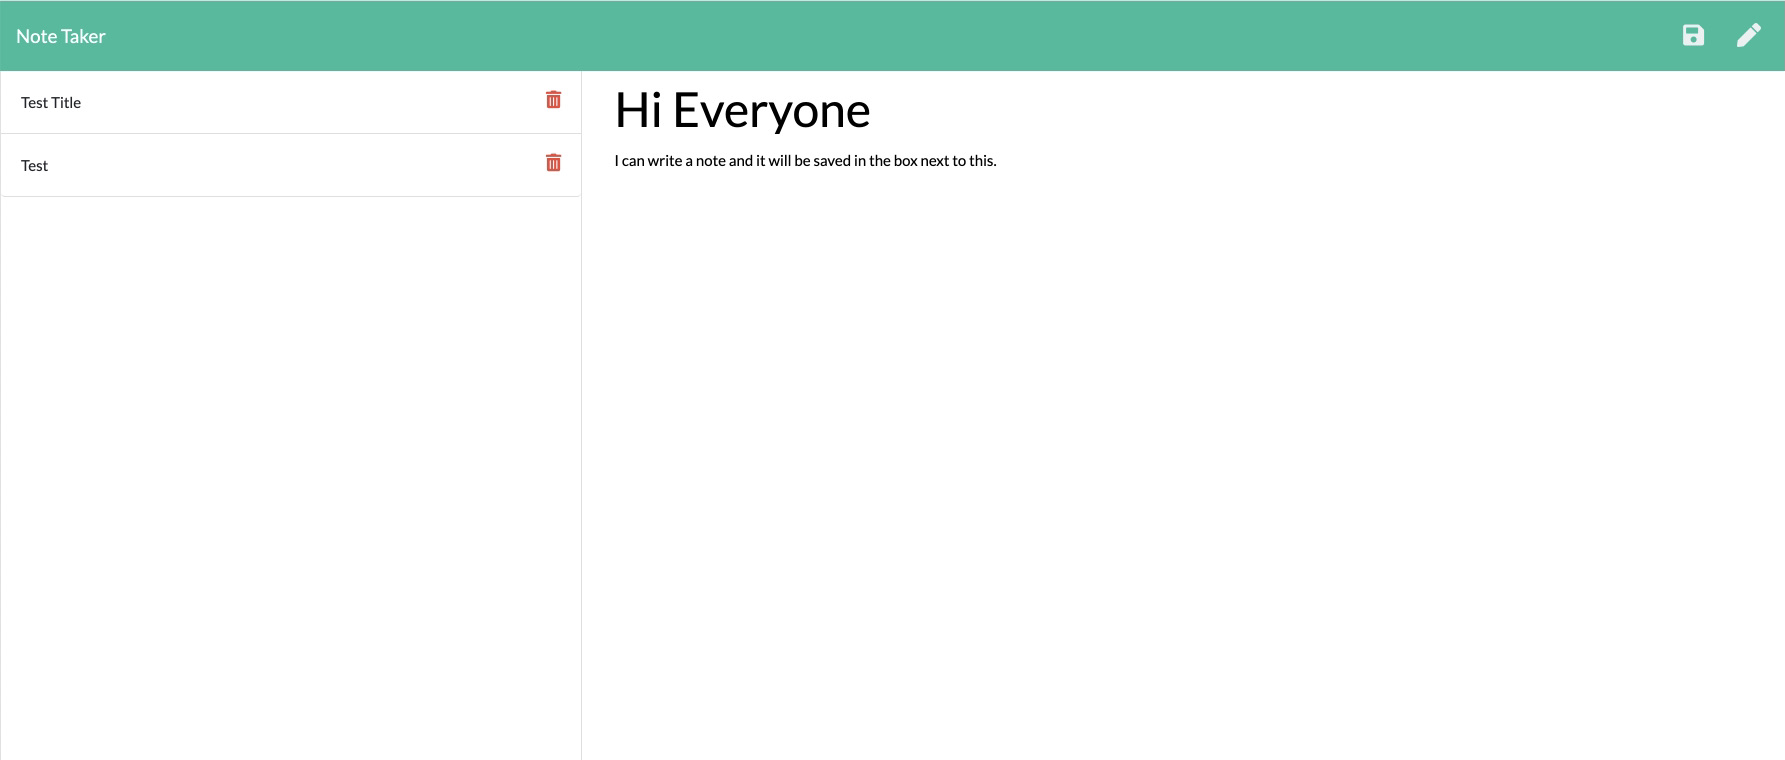 Note Taker
Test Title
Test
Hi Everyone
I can write a note and it will be saved in the box next to this.